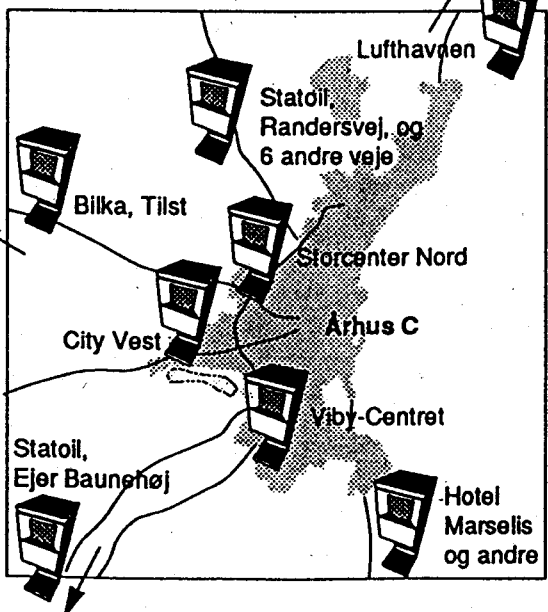 Lufthavnen
Statoil,
Randersvej, og
6 andre veje
Bilka, Tilst
Storcenter Nord
Århus C
City Vest
Viby-Centret
Statoil,
Ejer Baunehøj
Hotel
Marselis
og andre